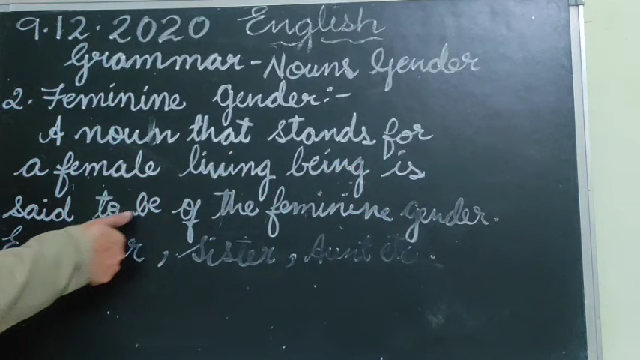 9.12.2020 English
Grammar - Nouns Gender
2. Feminine Gender:-
A noun that stands for
a female living being is
said to be of the feminine gender.
, Sister, Aunt etc.